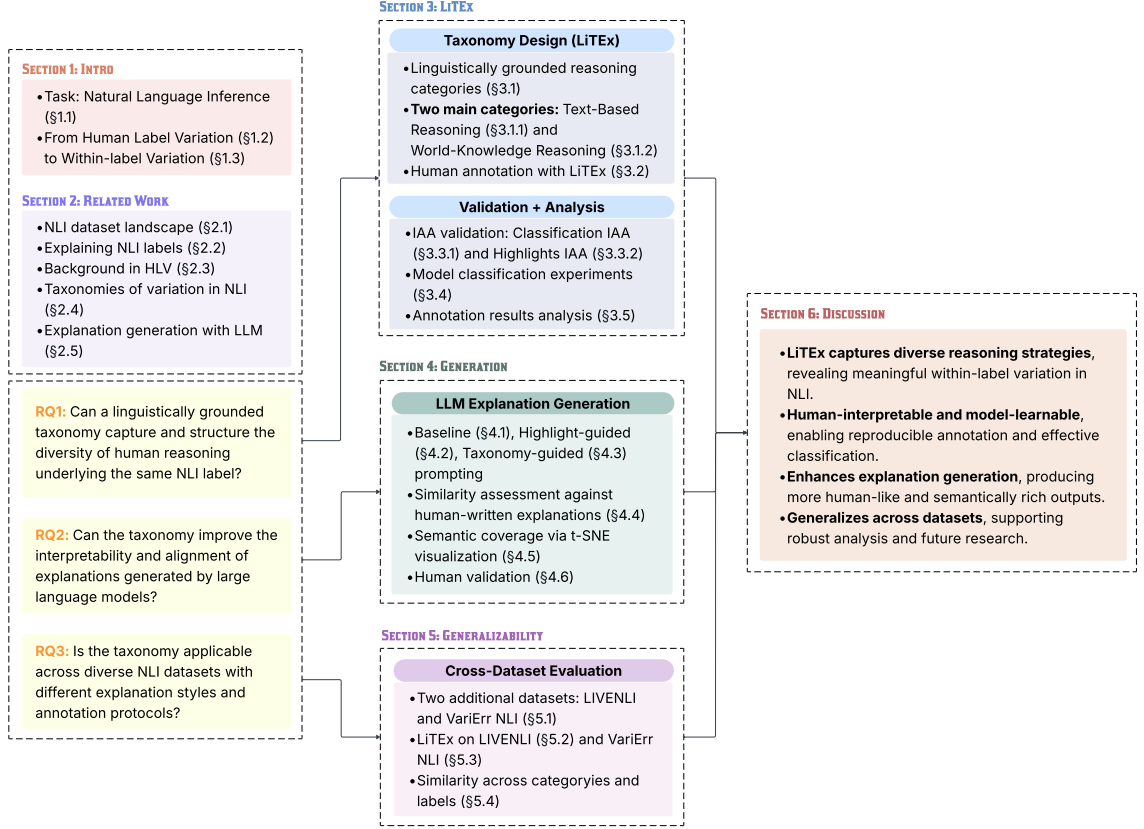 SECTION 1: INTRO
•Task: Natural Language Inference
(§1.1)
•From Human Label Variation (§1.2)
to Within-label Variation (§1.3)
SECTION 2: RELATED WORK
•NLI dataset landscape (§2.1)
•Explaining NLI labels (§2.2)
•Background in HLV (§2.3)
•Taxonomies of variation in NLI
(§2.4)
•Explanation generation with LLM
(§2.5)
RQ1: Can a linguistically grounded
taxonomy capture and structure the
diversity of human reasoning
underlying the same NLI label?
RQ2: Can the taxonomy improve the
interpretability and alignment of
explanations generated by large
language models?
RQ3: Is the taxonomy applicable
across diverse NLI datasets with
different explanation styles and
annotation protocols?
SECTION 3: LITEX
Taxonomy Design (LiTEx)
•Linguistically grounded reasoning
categories (§3.1)
•Two main categories: Text-Based
Reasoning (§3.1.1) and
World-Knowledge Reasoning (§3.1.2)
•Human annotation with LiTEx (§3.2)
Validation + Analysis
•IAA validation: Classification IAA
(§3.3.1) and Highlights IAA (§3.3.2)
•Model classification experiments
(§3.4)
•Annotation results analysis (§3.5)
SECTION 4: GENERATION
LLM Explanation Generation
•Baseline (§4.1), Highlight-guided
(§4.2), Taxonomy-guided (§4.3)
prompting
•Similarity assessment against
human-written explanations (§4.4)
•Semantic coverage via t-SNE
visualization (§4.5)
•Human validation (§4.6)
SECTION 5: GENERALIZABILITY
Cross-Dataset Evaluation
•Two additional datasets: LIVENLI
and VariErr NLI (§5.1)
•LiTEx on LIVENLI (§5.2) and VariErr
NLI (§5.3)
•Similarity across categoryies and
labels (§5.4)
SECTION 6: DISCUSSION
•LiTEx captures diverse reasoning strategies,
revealing meaningful within-label variation in
NLI.
•Human-interpretable and model-learnable,
enabling reproducible annotation and effective
classification.
•Enhances explanation generation, producing
more human-like and semantically rich outputs.
•Generalizes across datasets, supporting
robust analysis and future research.